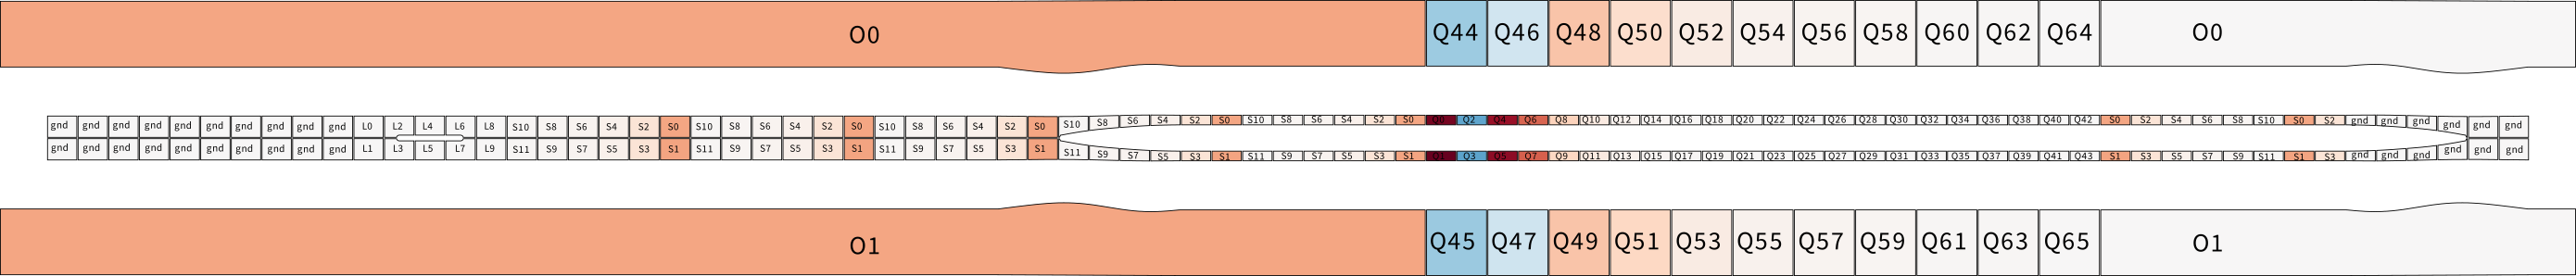 O0 Q44 Q46 Q48 Q50 Q52 Q54 Q56 Q58 Q60 Q62 Q64 O0
gnd gnd gnd gnd gnd gnd gnd gnd gnd gnd L0 L2 L4 L6 L8 S10 S8 S6 S4 S2 S0 S10 S8 S6 S4 S2 S0 S10 S8 S6 S4 S2 S0 S10 S8 S6 S4 S2 S0 S10 S8 S6 S4 S2 S0 Q0 Q2 Q4 Q6 Q8 Q10 Q12 Q14 Q16 Q18 Q20 Q22 Q24 Q26 Q28 Q30 Q32 Q34 Q36 Q38 Q40 Q42 S0 S2 S4 S6 S8 S10 S0 S2 gnd gnd gnd gnd gnd gnd
gnd gnd gnd gnd gnd gnd gnd gnd gnd gnd L1 L3 L5 L7 L9 S11 S9 S7 S5 S3 S1 S11 S9 S7 S5 S3 S1 S11 S9 S7 S5 S3 S1 S11 S9 S7 S5 S3 S1 S11 S9 S7 S5 S3 S1 Q1 Q3 Q5 Q7 Q9 Q11 Q13 Q15 Q17 Q19 Q21 Q23 Q25 Q27 Q29 Q31 Q33 Q35 Q37 Q39 Q41 Q43 S1 S3 S5 S7 S9 S11 S1 S3 gnd gnd gnd gnd gnd gnd
O1 Q45 Q47 Q49 Q51 Q53 Q55 Q57 Q59 Q61 Q63 Q65 O1